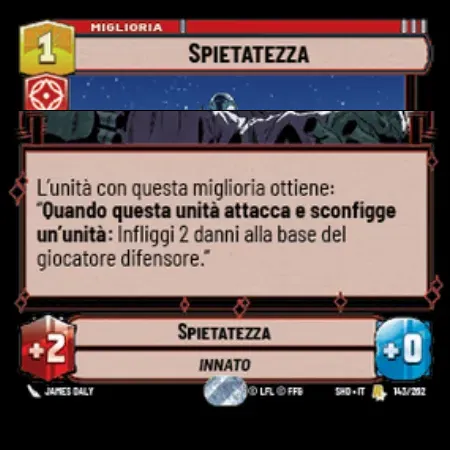 MIGLIORIA
1
SPIETATEZZA
L'unità con questa miglioria ottiene:
"Quando questa unità attacca e sconfigge
un'unità: Infliggi 2 danni alla base del
giocatore difensore."
+2
SPIETATEZZA
+0
INNATO
JAMES DALY
© LFL © FFG
SHD • IT
143/262